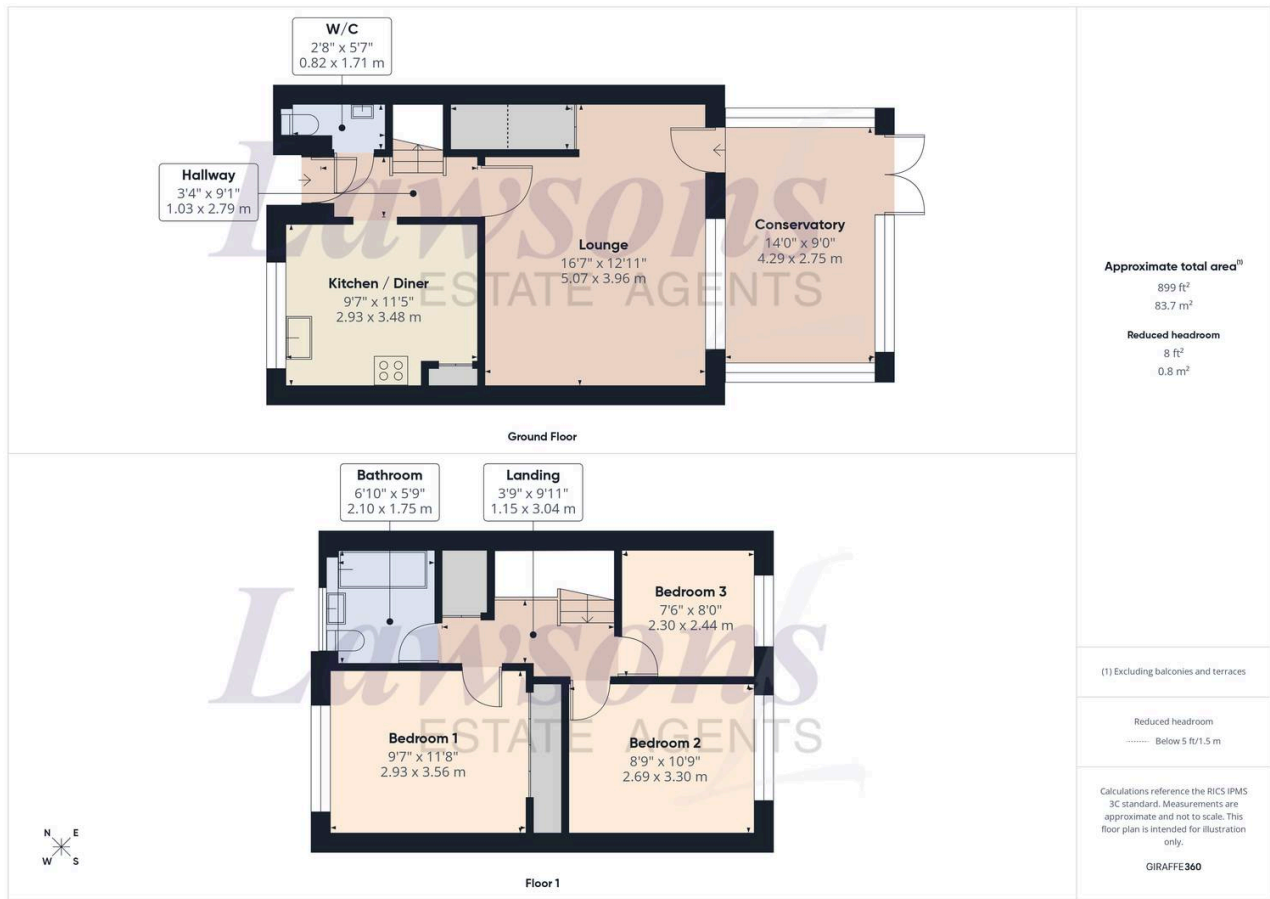 W/C
2'8" x 5'7"
0.82 x 1.71 m
Hallway
3'4" x 9'1"
1.03 x 2.79 m
Kitchen / Diner
9'7" x 11'5"
2.93 x 3.48 m
Lounge
16'7" x 12'11"
5.07 x 3.96 m
Conservatory
14'0" x 9'0"
4.29 x 2.75 m
Lawsons
ESTATE AGENTS
Ground Floor
Bathroom
6'10" x 5'9"
2.10 x 1.75 m
Landing
3'9" x 9'11"
1.15 x 3.04 m
Bedroom 3
7'6" x 8'0"
2.30 x 2.44 m
Bedroom 1
9'7" x 11'8"
2.93 x 3.56 m
Bedroom 2
8'9" x 10'9"
2.69 x 3.30 m
Lawsons
ESTATE AGENTS
N E
W S
Floor 1
Approximate total area(1)
899 ft²
83.7 m²
Reduced headroom
8 ft²
0.8 m²
(1) Excluding balconies and terraces
Reduced headroom
Below 5 ft/1.5 m
Calculations reference the RICS IPMS
3C standard. Measurements are
approximate and not to scale. This
floor plan is intended for illustration
only.
GIRAFFE360